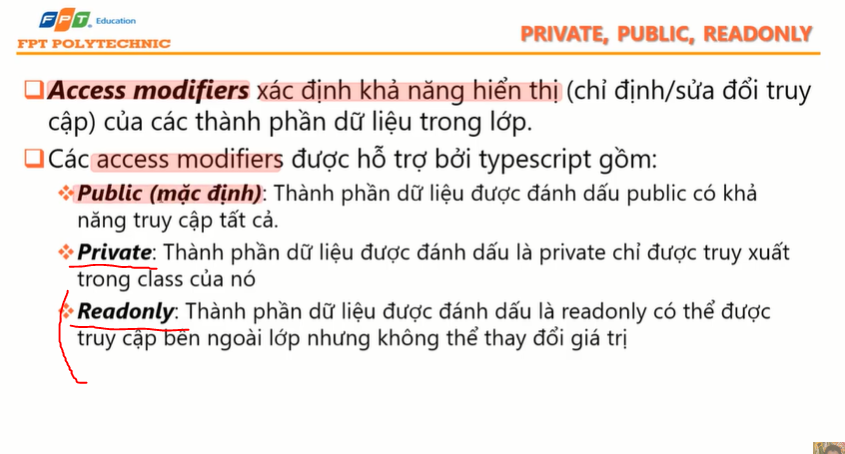 FPT. Education
FPT POLYTECHNIC
PRIVATE, PUBLIC, READONLY
Access modifiers xác định khả năng hiển thị (chỉ định/sửa đổi truy
cập) của các thành phần dữ liệu trong lớp.
Các access modifiers được hỗ trợ bởi typescript gồm:
Public (mặc định): Thành phần dữ liệu được đánh dấu public có khả
năng truy cập tất cả.
Private: Thành phần dữ liệu được đánh dấu là private chỉ được truy xuất
trong class của nó
Readonly: Thành phần dữ liệu được đánh dấu là readonly có thể được
truy cập bên ngoài lớp nhưng không thể thay đổi giá trị